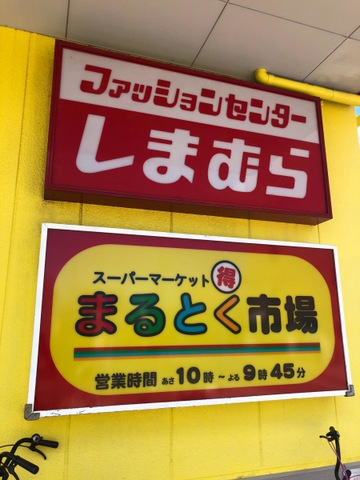 ファッションセンター
しまむら
スーパーマーケット 得
まるとく市場
営業時間 あさ10時~よる9時45分